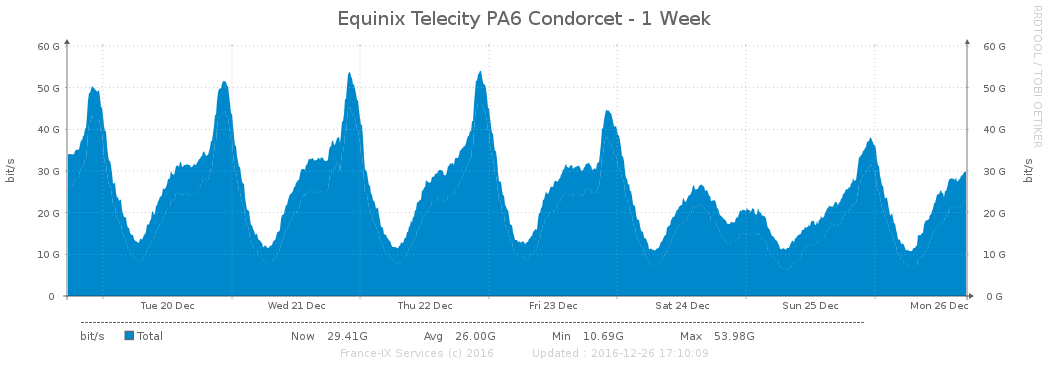 Equinix Telecity PA6 Condorcet - 1 Week
RRDTOOL / TOBI OETIKER
60 G 60 G
50 G 50 G
40 G 40 G
30 G 30 G
20 G 20 G
10 G 10 G
0 0 G
bit/s bit/s
Tue 20 Dec Wed 21 Dec Thu 22 Dec Fri 23 Dec Sat 24 Dec Sun 25 Dec Mon 26 Dec
bit/s Total Now 29.41G Avg 26.00G Min 10.69G Max 53.98G
France-IX Services (c) 2016 Updated : 2016-12-26 17:10:09